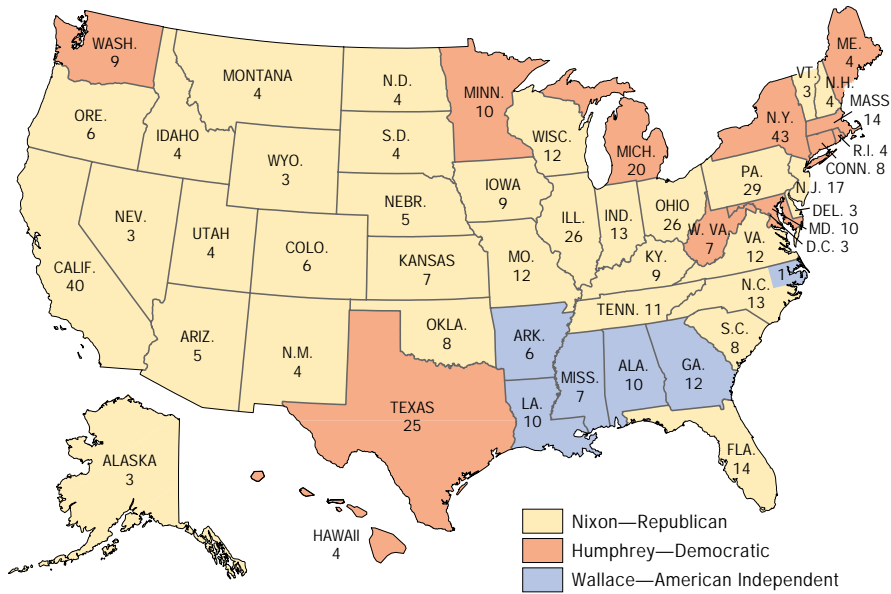 WASH.
9
ORE.
6
CALIF.
40
NEV.
3
IDAHO
4
MONTANA
4
WYO.
3
UTAH
4
COLO.
6
ARIZ.
5
N.M.
4
N.D.
4
S.D.
4
NEBR.
5
KANSAS
7
OKLA.
8
TEXAS
25
MINN.
10
IOWA
9
MO.
12
ARK.
6
LA.
10
WISC.
12
ILL.
26
MICH.
20
IND.
13
OHIO
26
KY.
9
TENN. 11
MISS.
7
ALA.
10
GA.
12
FLA.
14
S.C.
8
N.C.
13
1
VA.
12
W. VA.
7
PA.
29
N.Y.
43
VT.
3
N.H.
4
ME.
4
MASS
14
R.I. 4
CONN. 8
N.J. 17
DEL. 3
MD. 10
D.C. 3
ALASKA
3
HAWAII
4
Nixon—Republican
Humphrey—Democratic
Wallace—American Independent